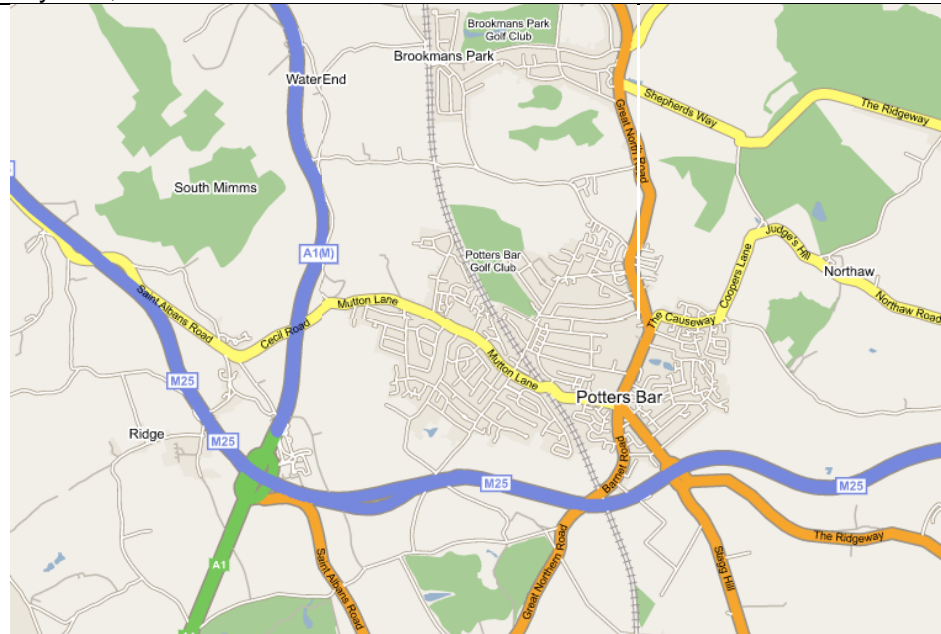 Brookmans Park
Golf Club
Brookmans Park
WaterEnd
Great North Road
Shepherds Way
The Ridgeway
South Mimms
A1(M)
Potters Bar
Golf Club
Judge's Hill
Coopers Lane
Northaw
Northaw Road
Saint Albans Road
Cecil Road
Mutton Lane
The Causeway
Mutton Lane
M25
Potters Bar
Ridge
M25
Barnet Road
M25
M25
The Ridgeway
A1
Saint Albans Road
Great Northern Road
Stagg Hill